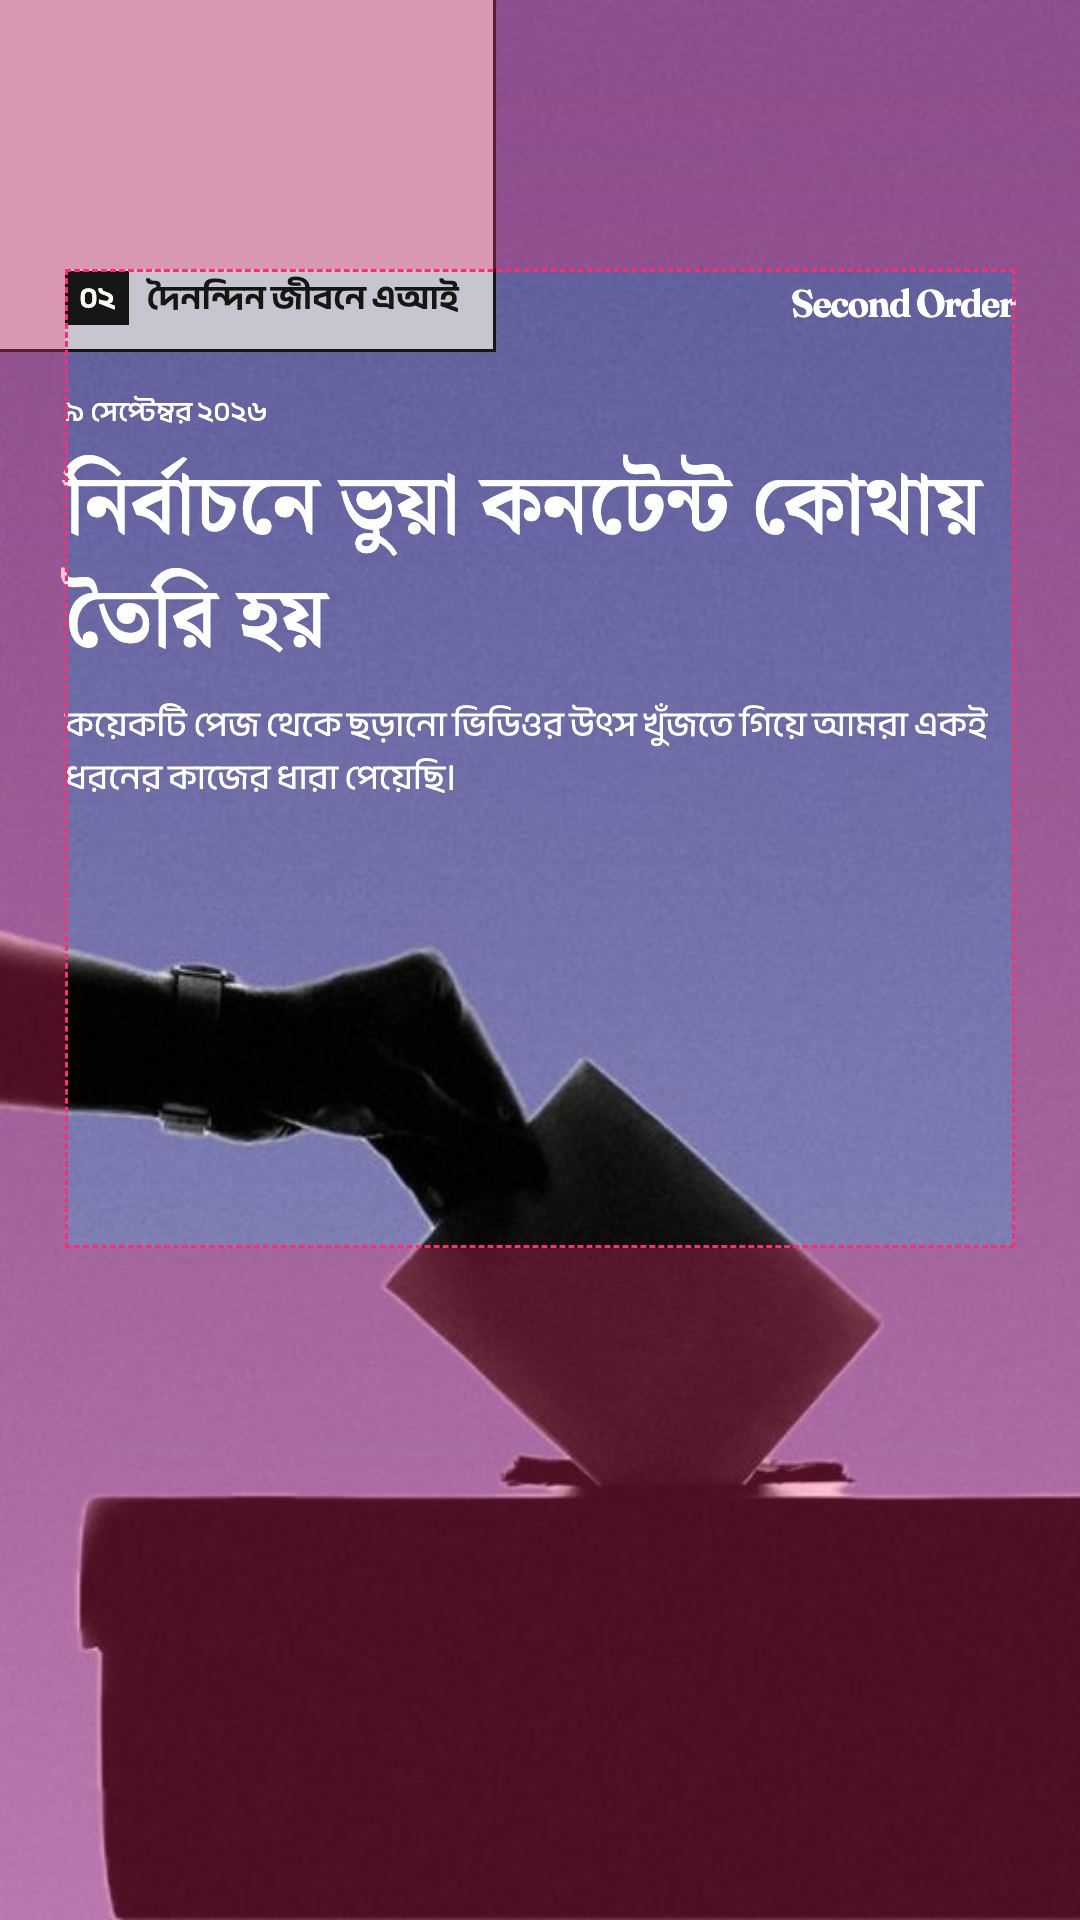 ০২ দৈনন্দিন জীবনে এআই
Second Order
৯ সেপ্টেম্বর ২০২৬
নির্বাচনে ভুয়া কনটেন্ট কোথায়
তৈরি হয়
কয়েকটি পেজ থেকে ছড়ানো ভিডিওর উৎস খুঁজতে গিয়ে আমরা একই
ধরনের কাজের ধারা পেয়েছি।